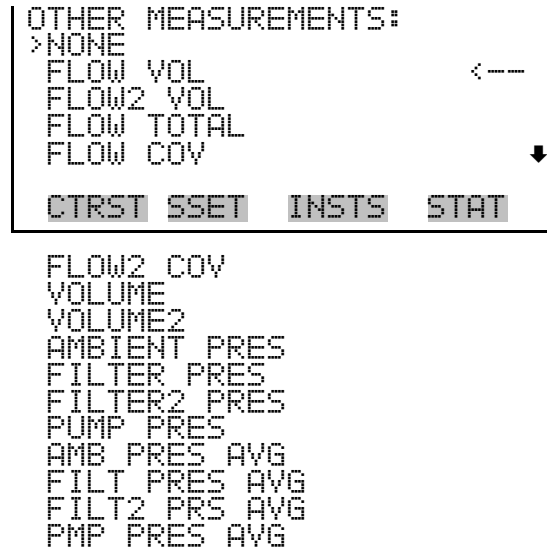 OTHER MEASUREMENTS:
>NONE
FLOW VOL <--
FLOW2 VOL
FLOW TOTAL
FLOW COV
CTRST SSET INSTS STAT
FLOW2 COV
VOLUME
VOLUME2
AMBIENT PRES
FILTER PRES
FILTER2 PRES
PUMP PRES
AMB PRES AVG
FILT PRES AVG
FILT2 PRS AVG
PMP PRES AVG